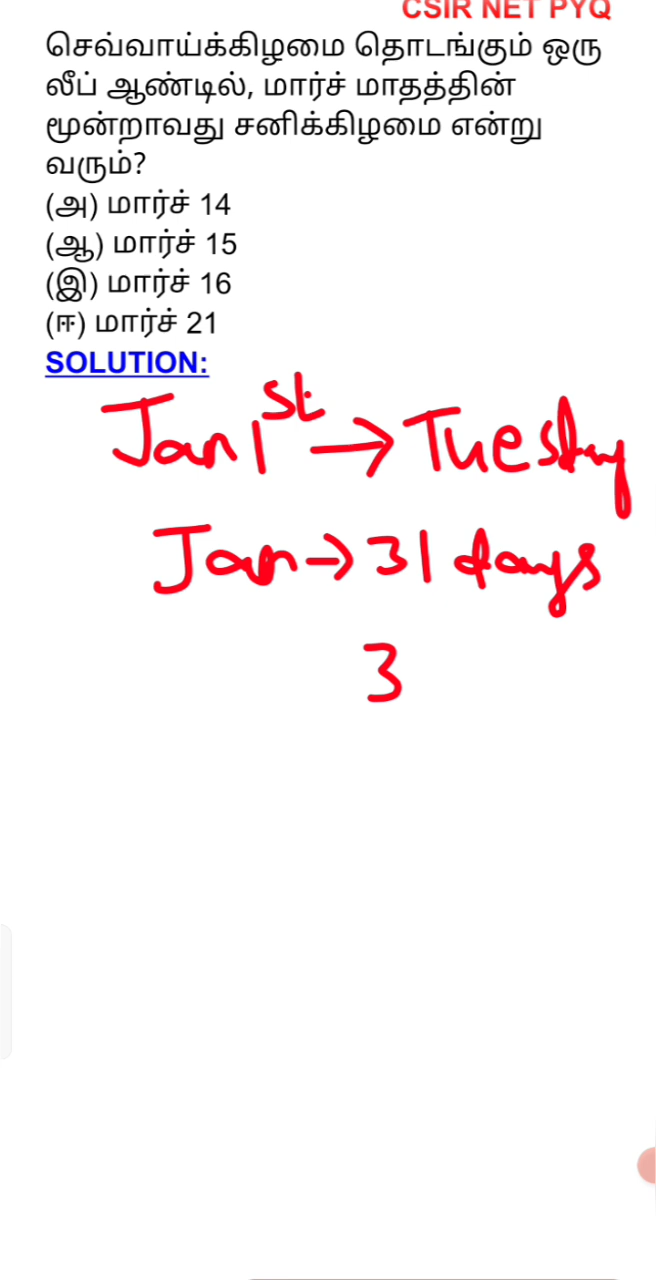 CSIR NET PYQ
செவ்வாய்க்கிழமை தொடங்கும் ஒரு
லீப் ஆண்டில், மார்ச் மாதத்தின்
மூன்றாவது சனிக்கிழமை என்று
வரும்?
(அ) மார்ச் 14
(ஆ) மார்ச் 15
(இ) மார்ச் 16
(ஈ) மார்ச் 21
SOLUTION:
Jan 1st → Tuesday
Jan → 31 days
3